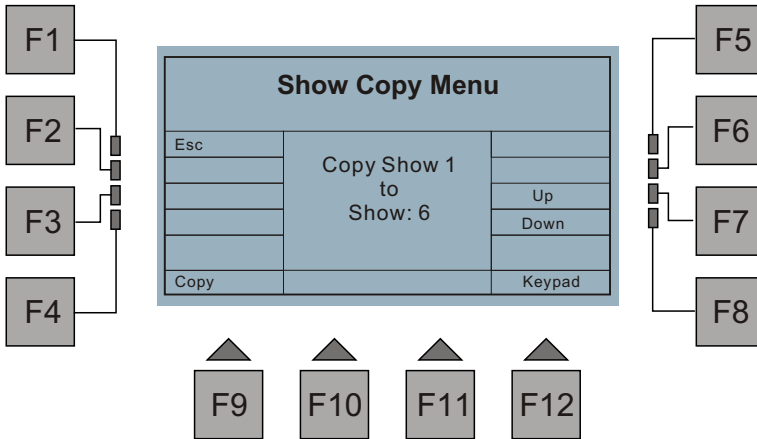 F1
F2
F3
F4
Show Copy Menu
Esc
Copy Show 1
to
Show: 6
Up
Down
Copy
Keypad
F5
F6
F7
F8
F9 F10 F11 F12